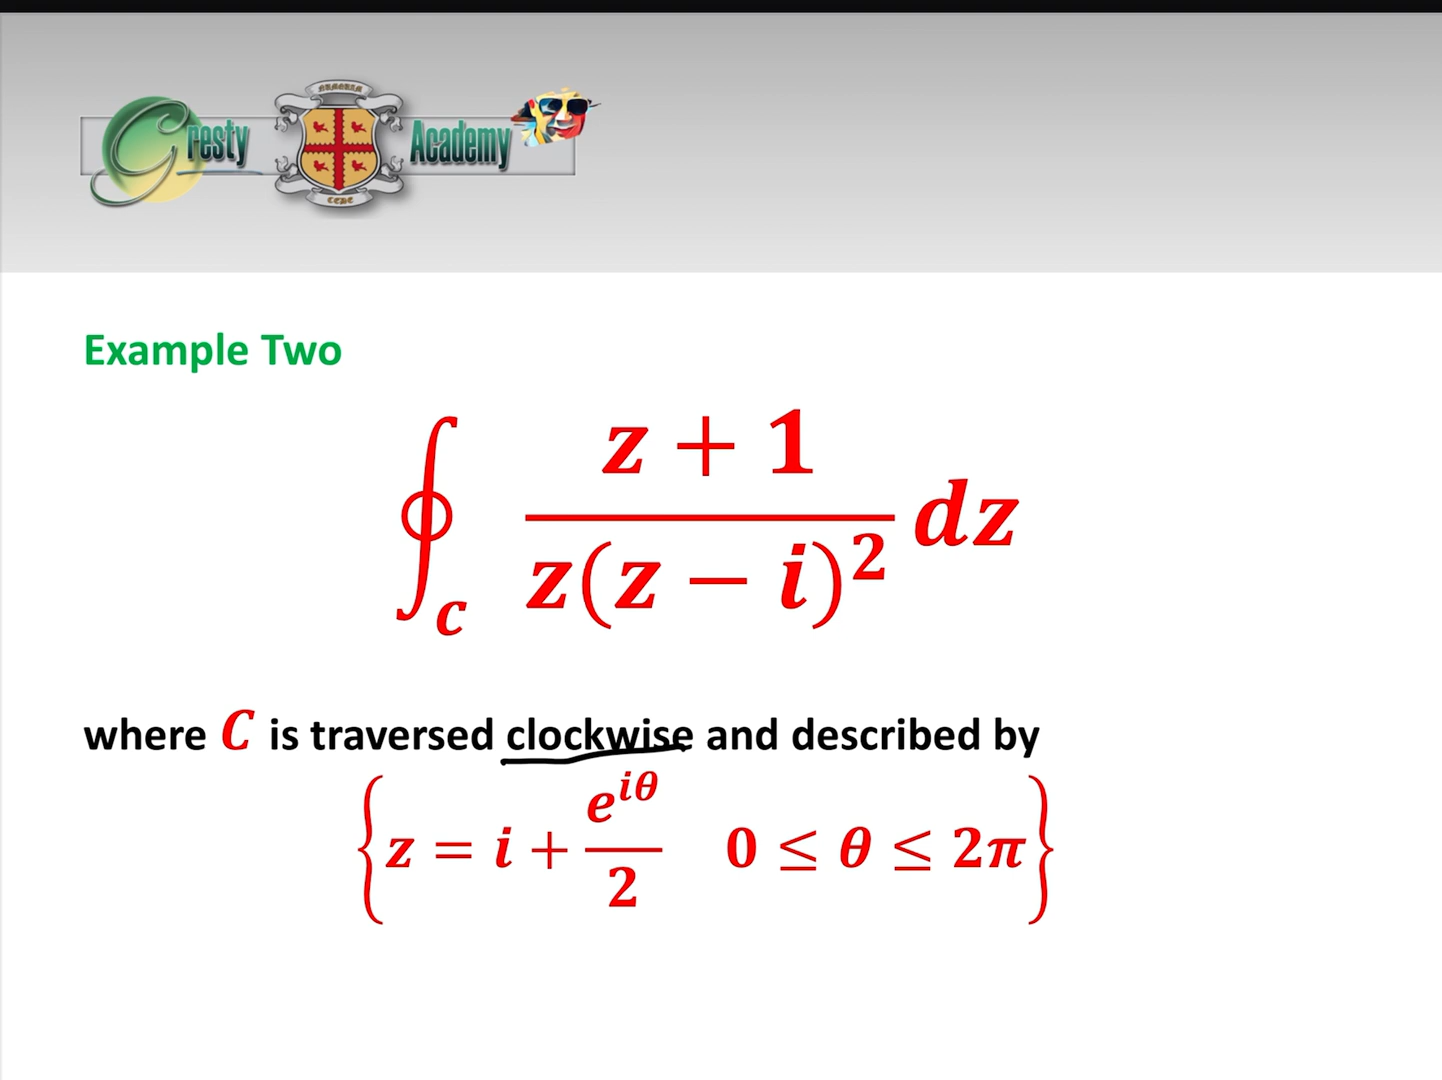 Gresty Academy
NUMORUM
Example Two
∮_C (z + 1) / (z(z − i)²) dz
where C is traversed clockwise and described by
{z = i + e^{iθ}/2   0 ≤ θ ≤ 2π}